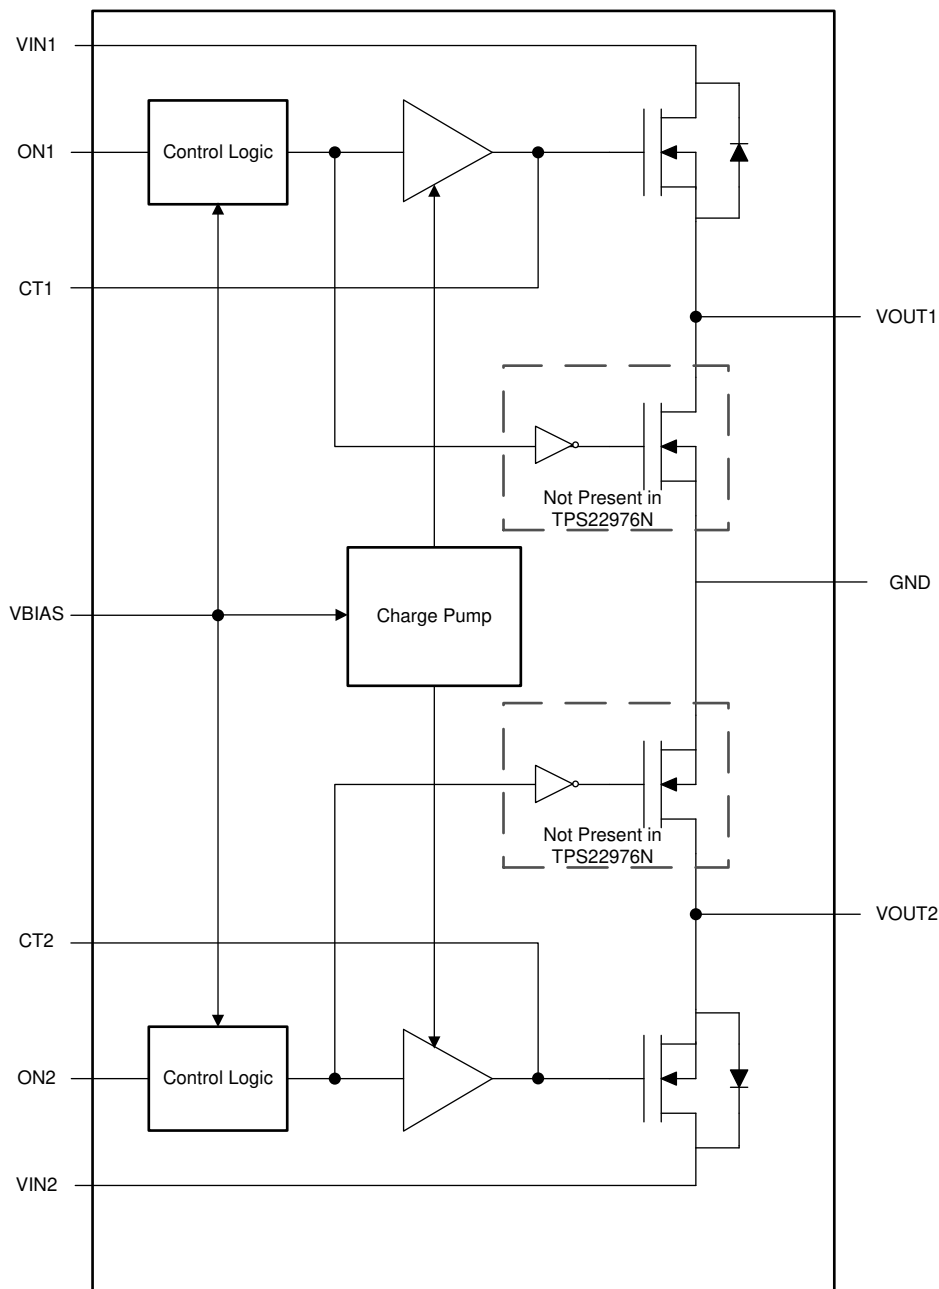 VIN1
ON1
Control Logic
CT1
VOUT1
Not Present in
TPS22976N
GND
VBIAS
Charge Pump
Not Present in
TPS22976N
VOUT2
CT2
ON2
Control Logic
VIN2